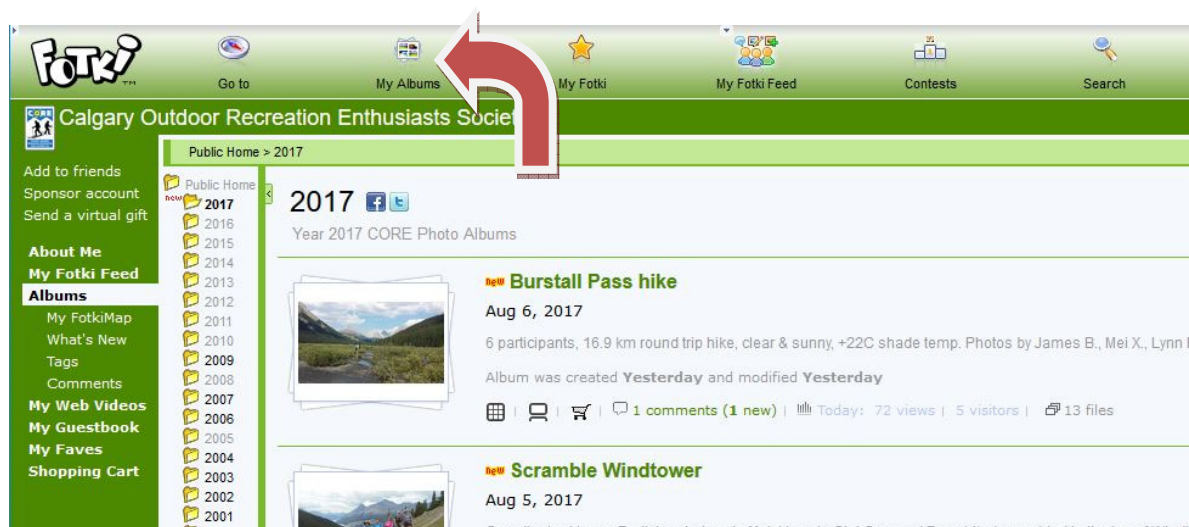 FOTKI TM
Go to
My Albums
My Fotki
My Fotki Feed
Contests
Search
CORE
Calgary Outdoor Recreation Enthusiasts Societ
Public Home > 2017
Add to friends
Sponsor account
Send a virtual gift
About Me
My Fotki Feed
Albums
My FotkiMap
What's New
Tags
Comments
My Web Videos
My Guestbook
My Faves
Shopping Cart
Public Home
new 2017
2016
2015
2014
2013
2012
2011
2010
2009
2008
2007
2006
2005
2004
2003
2002
2001
2017
Year 2017 CORE Photo Albums
new Burstall Pass hike
Aug 6, 2017
6 participants, 16.9 km round trip hike, clear & sunny, +22C shade temp. Photos by James B., Mei X., Lynn
Album was created Yesterday and modified Yesterday
1 comments (1 new) | Today: 72 views | 5 visitors | 13 files
new Scramble Windtower
Aug 5, 2017